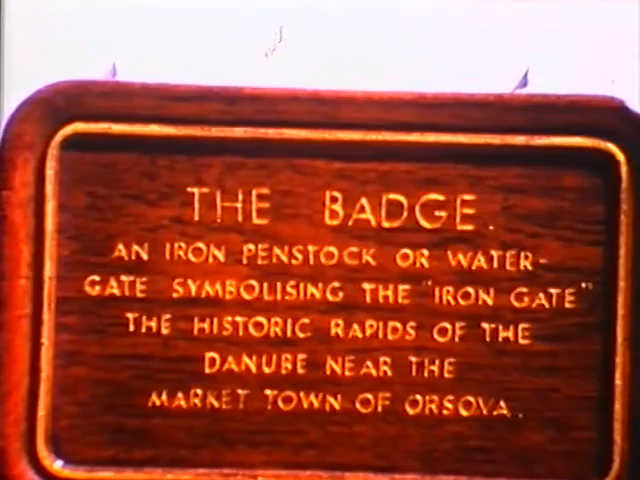 THE BADGE.
AN IRON PENSTOCK OR WATER-
GATE SYMBOLISING THE "IRON GATE"
THE HISTORIC RAPIDS OF THE
DANUBE NEAR THE
MARKET TOWN OF ORSOVA.